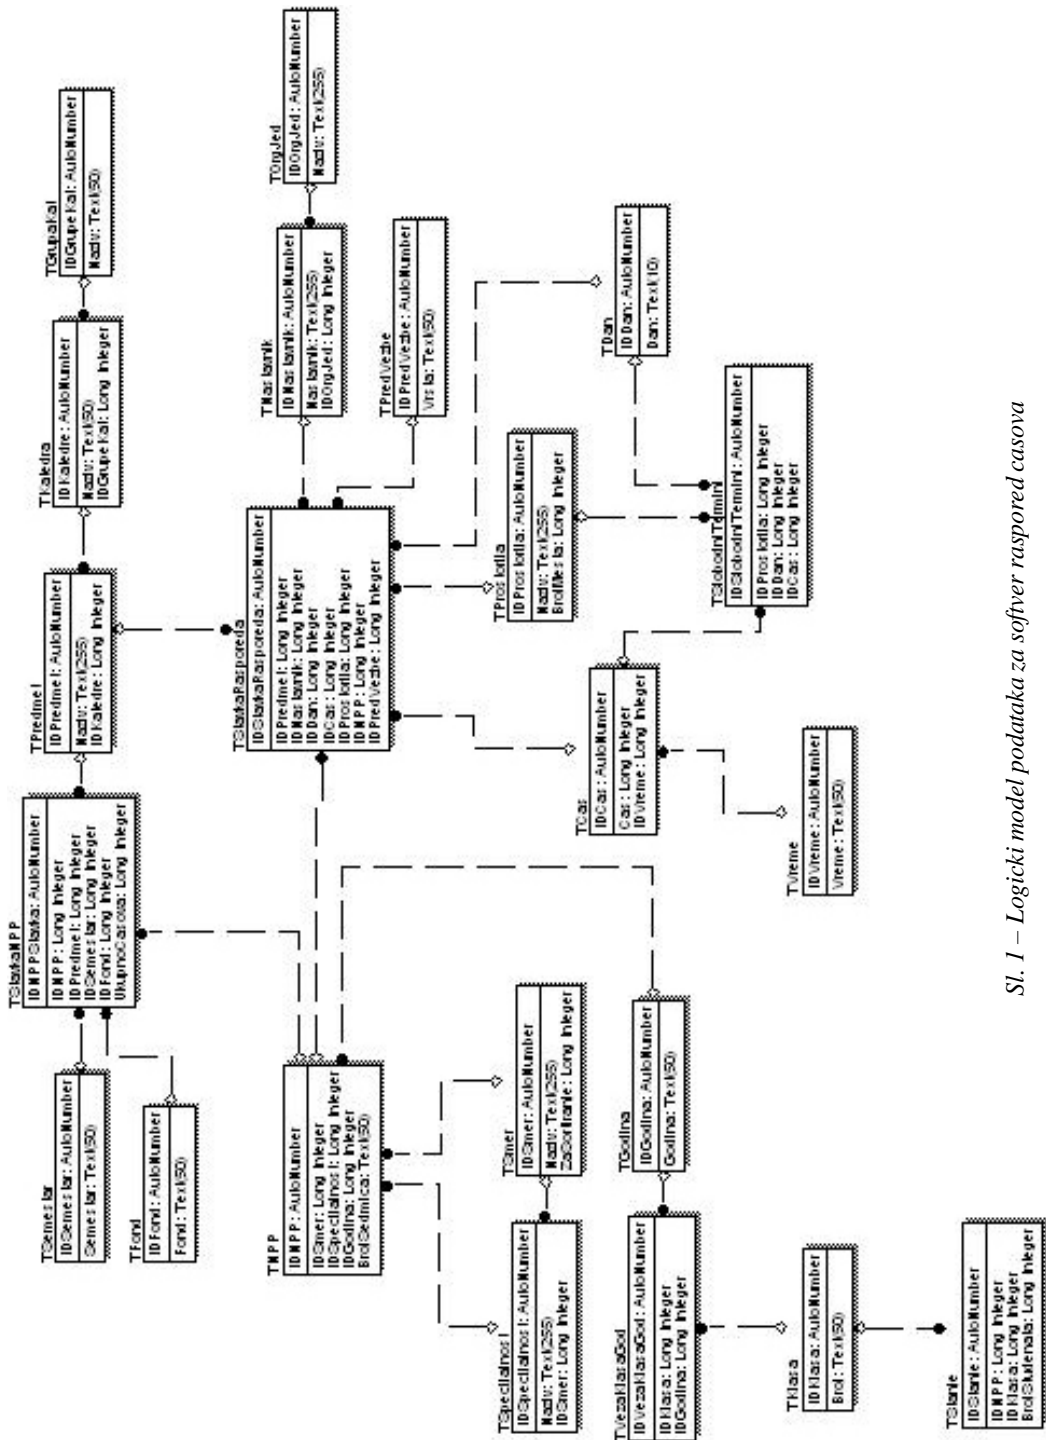 TSemestar
IDSemestar: AutoNumber
Semestar: Text(50)
TFond
IDFond: AutoNumber
Fond: Text(50)
TStavkaNPP
IDNPPStavka: AutoNumber
IDNPP: Long Integer
IDPredmet: Long Integer
IDSemestar: Long Integer
IDFond: Long Integer
UkupnoCasova: Long Integer
TPredmet
IDPredmet: AutoNumber
Naziv: Text(255)
IDKatedre: Long Integer
TKatedra
IDKatedre: AutoNumber
Naziv: Text(50)
IDGrupeKat: Long Integer
TGrupaKat
IDGrupeKat: AutoNumber
Naziv: Text(50)
TNPP
IDNPP: AutoNumber
IDSmer: Long Integer
IDSpecijalnost: Long Integer
IDGodina: Long Integer
BrojSedmica: Text(50)
TStavkaRasporeda
IDStavkaRasporeda: AutoNumber
IDPredmet: Long Integer
IDNastavnik: Long Integer
IDDan: Long Integer
IDCas: Long Integer
IDProstorija: Long Integer
IDNPP: Long Integer
IDPredVezbe: Long Integer
TNastavnik
IDNastavnik: AutoNumber
Nastavnik: Text(255)
IDOrgJed: Long Integer
TOrgJed
IDOrgJed: AutoNumber
Naziv: Text(255)
TPredVezbe
IDPredVezbe: AutoNumber
Vrsta: Text(50)
TSpecijalnost
IDSpecijalnost: AutoNumber
Naziv: Text(255)
IDSmer: Long Integer
TSmer
IDSmer: AutoNumber
Naziv: Text(255)
ZaSortiranje: Long Integer
TProstorija
IDProstorija: AutoNumber
Naziv: Text(255)
BrojMesta: Long Integer
TDan
IDDan: AutoNumber
Dan: Text(10)
TVezaKlasaGod
IDVezaKlasaGod: AutoNumber
IDKlasa: Long Integer
IDGodina: Long Integer
TGodina
IDGodina: AutoNumber
Godina: Text(50)
TCas
IDCas: AutoNumber
Cas: Long Integer
IDVreme: Long Integer
TSlobodniTermini
IDSlobodniTermini: AutoNumber
IDProstorija: Long Integer
IDDan: Long Integer
IDCas: Long Integer
TKlasa
IDKlasa: AutoNumber
Broj: Text(50)
TVreme
IDVreme: AutoNumber
Vreme: Text(50)
TStanje
IDStanje: AutoNumber
IDNPP: Long Integer
IDKlasa: Long Integer
BrojStudenata: Long Integer
Sl. 1 – Logicki model podataka za softver raspored casova